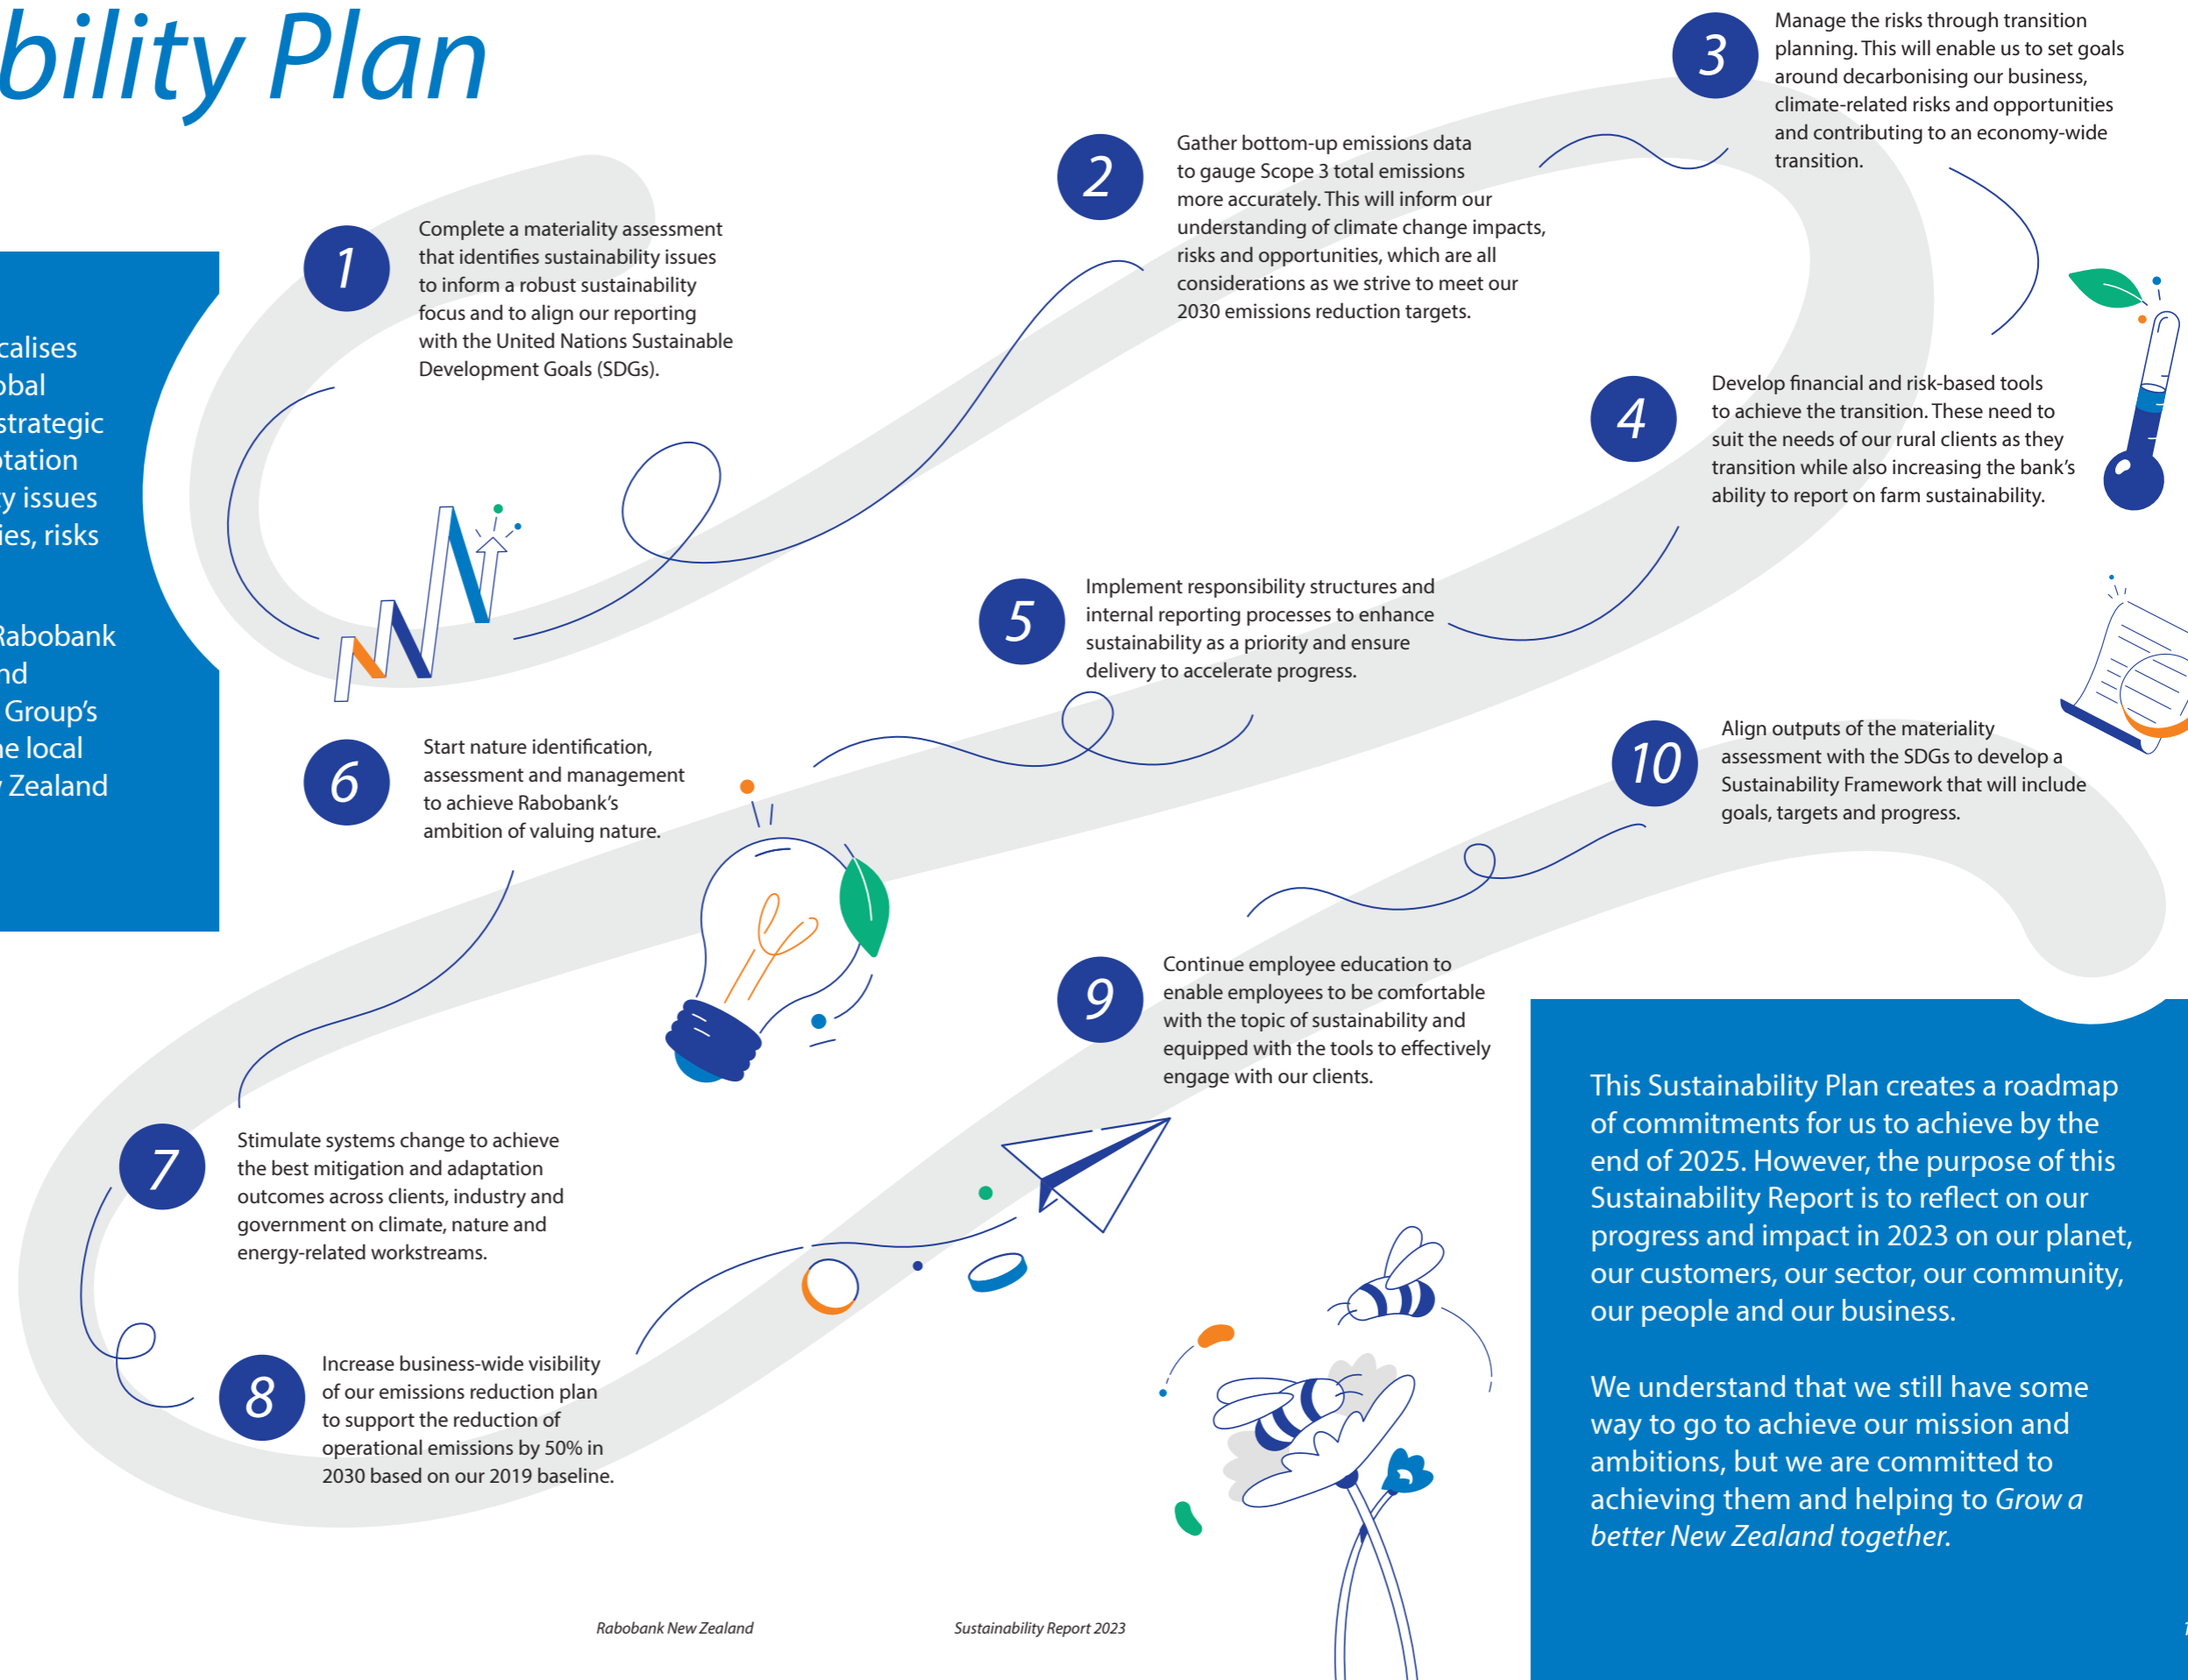 bility Plan
calises
obal
strategic
otation
y issues
ies, risks
Rabobank
nd
Group's
ne local
v Zealand
1
Complete a materiality assessment
that identifies sustainability issues
to inform a robust sustainability
focus and to align our reporting
with the United Nations Sustainable
Development Goals (SDGs).
2
Gather bottom-up emissions data
to gauge Scope 3 total emissions
more accurately. This will inform our
understanding of climate change impacts,
risks and opportunities, which are all
considerations as we strive to meet our
2030 emissions reduction targets.
3
Manage the risks through transition
planning. This will enable us to set goals
around decarbonising our business,
climate-related risks and opportunities
and contributing to an economy-wide
transition.
4
Develop financial and risk-based tools
to achieve the transition. These need to
suit the needs of our rural clients as they
transition while also increasing the bank's
ability to report on farm sustainability.
5
Implement responsibility structures and
internal reporting processes to enhance
sustainability as a priority and ensure
delivery to accelerate progress.
6
Start nature identification,
assessment and management
to achieve Rabobank's
ambition of valuing nature.
7
Stimulate systems change to achieve
the best mitigation and adaptation
outcomes across clients, industry and
government on climate, nature and
energy-related workstreams.
8
Increase business-wide visibility
of our emissions reduction plan
to support the reduction of
operational emissions by 50% in
2030 based on our 2019 baseline.
9
Continue employee education to
enable employees to be comfortable
with the topic of sustainability and
equipped with the tools to effectively
engage with our clients.
10
Align outputs of the materiality
assessment with the SDGs to develop a
Sustainability Framework that will include
goals, targets and progress.
This Sustainability Plan creates a roadmap
of commitments for us to achieve by the
end of 2025. However, the purpose of this
Sustainability Report is to reflect on our
progress and impact in 2023 on our planet,
our customers, our sector, our community,
our people and our business.
We understand that we still have some
way to go to achieve our mission and
ambitions, but we are committed to
achieving them and helping to Grow a
better New Zealand together.
Rabobank New Zealand
Sustainability Report 2023